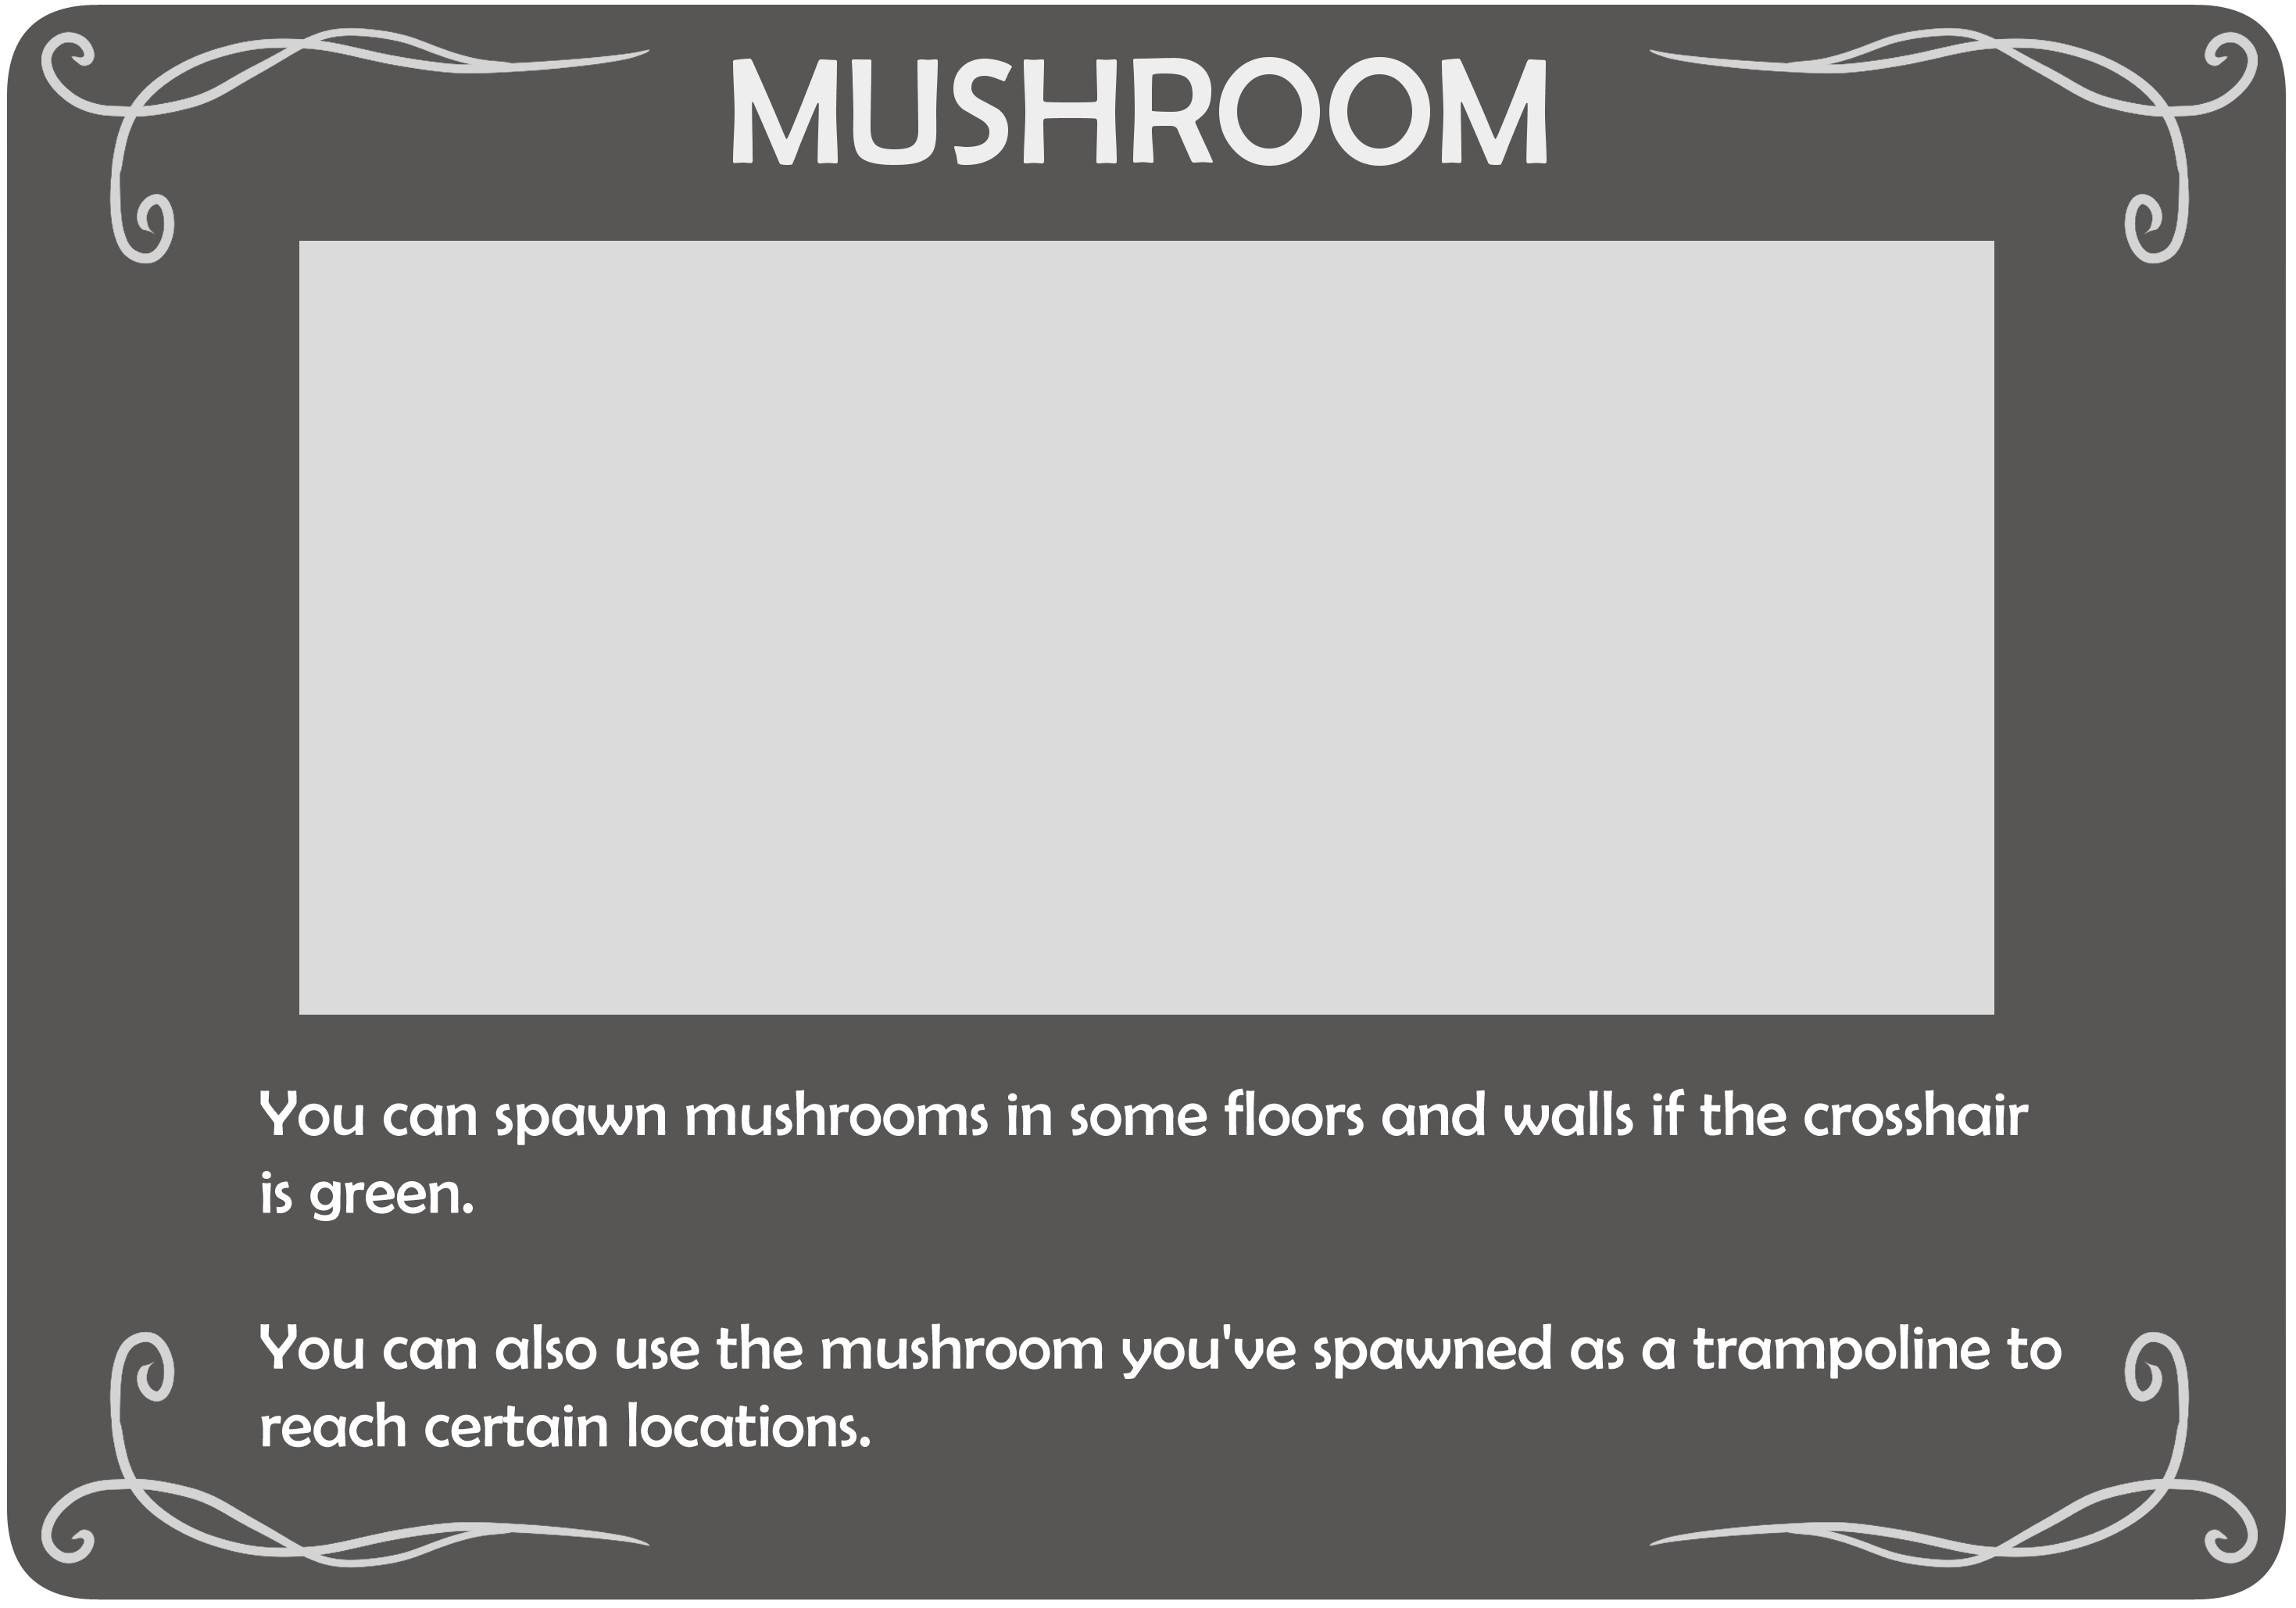 MUSHROOM
You can spawn mushrooms in some floors and walls if the croshair
is green.
You can also use the mushroom you've spawned as a trampoline to
reach certain locations.